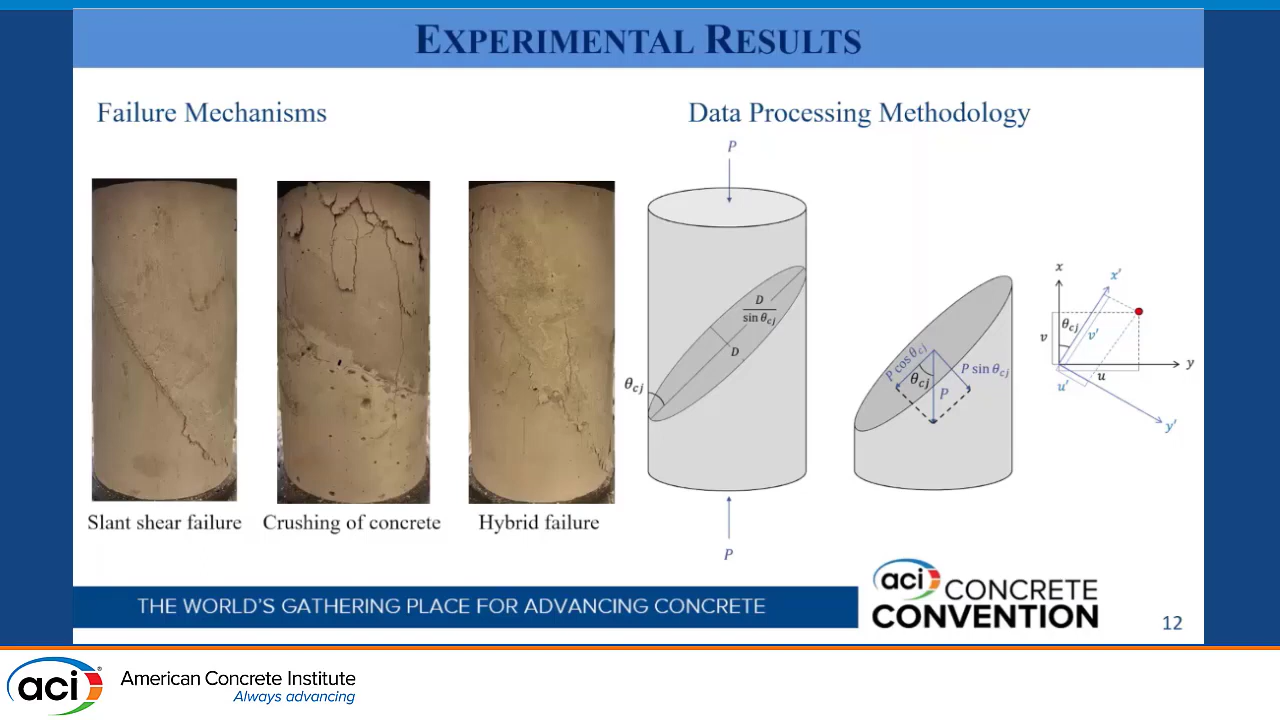 EXPERIMENTAL RESULTS
Failure Mechanisms
Slant shear failure
Crushing of concrete
Hybrid failure
Data Processing Methodology
P
D
sin θcj
D
θcj
P
P cos θcj
θcj
P sin θcj
P
x
x'
θcj
v
v'
y
u
u'
y'
THE WORLD'S GATHERING PLACE FOR ADVANCING CONCRETE
aci CONCRETE
CONVENTION
12
aci®
American Concrete Institute
Always advancing